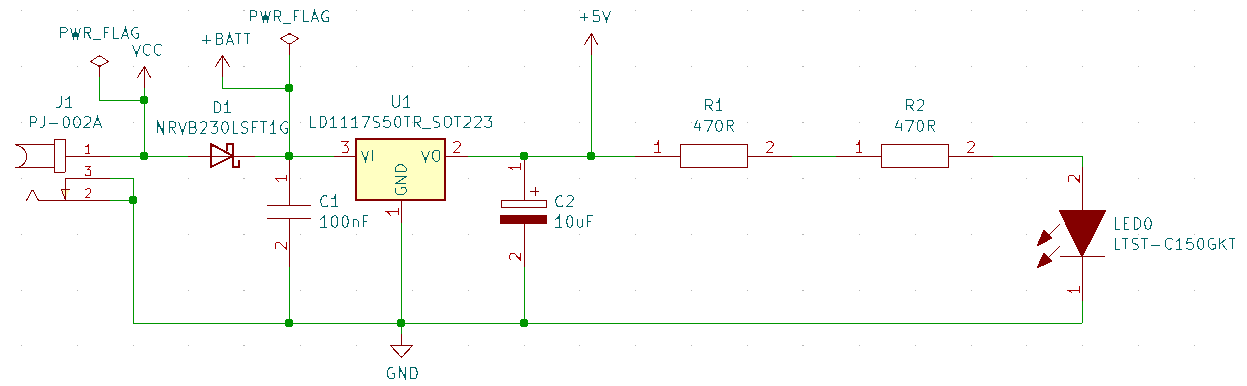 PWR_FLAG
+5V
PWR_FLAG
+BATT
VCC
J1
PJ-002A
D1
NRVB230LSFT1G
U1
LD1117S50TR_SOT223
R1
470R
R2
470R
1
3
2
3
VI
VO
2
GND
1
1
2
1
2
1
2
C1
100nF
1
2
+
C2
10uF
2
LED0
LTST-C150GKT
1
GND